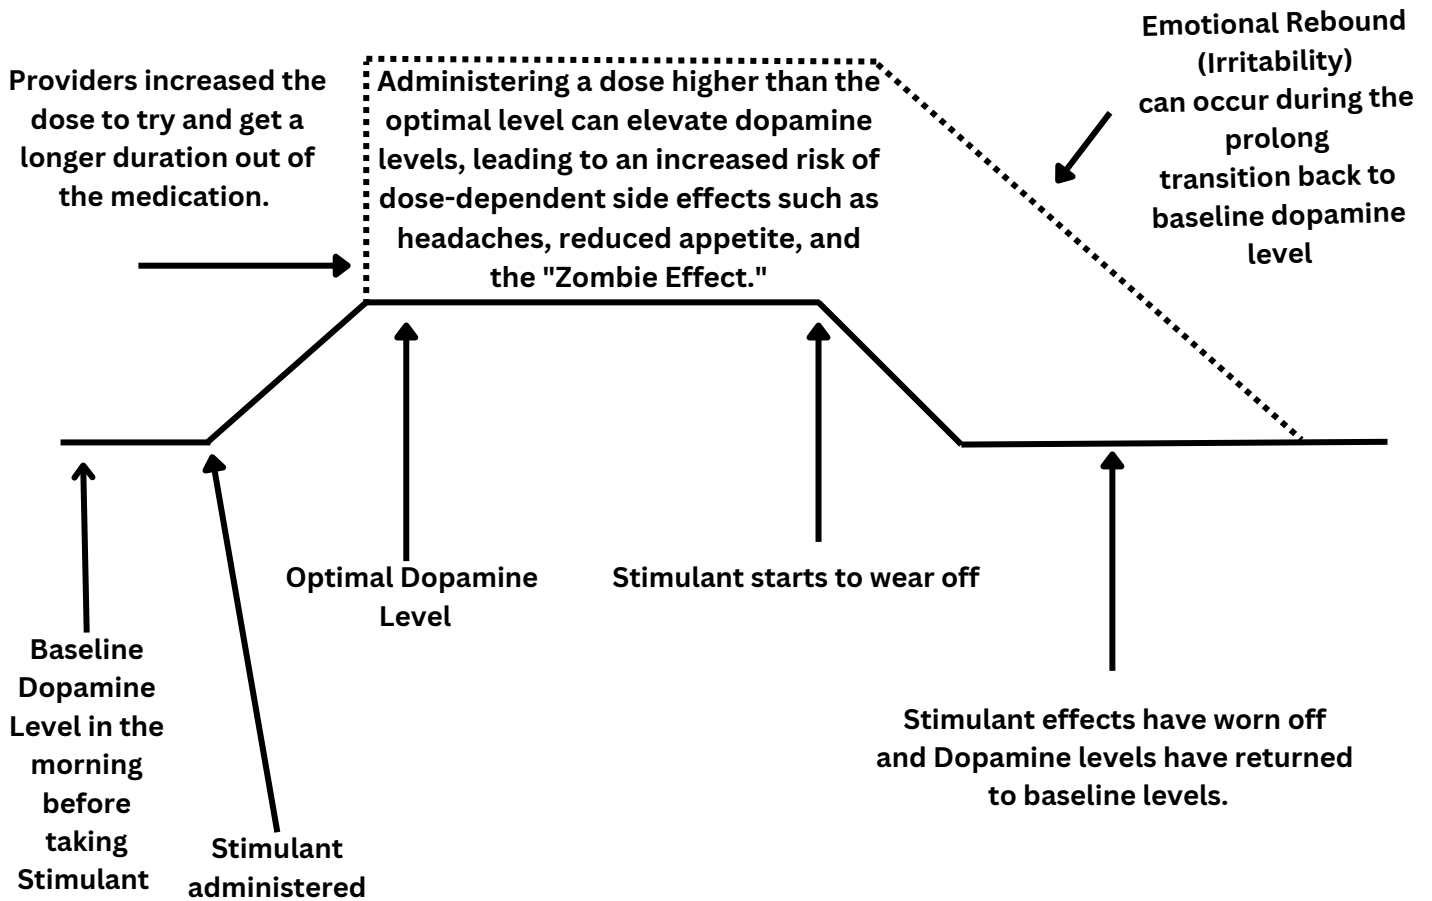 Providers increased the
dose to try and get a
longer duration out of
the medication.
Administering a dose higher than the
optimal level can elevate dopamine
levels, leading to an increased risk of
dose-dependent side effects such as
headaches, reduced appetite, and
the "Zombie Effect."
Emotional Rebound
(Irritability)
can occur during the
prolong
transition back to
baseline dopamine
level
Optimal Dopamine
Level
Stimulant starts to wear off
Baseline
Dopamine
Level in the
morning
before
taking
Stimulant
Stimulant
administered
Stimulant effects have worn off
and Dopamine levels have returned
to baseline levels.